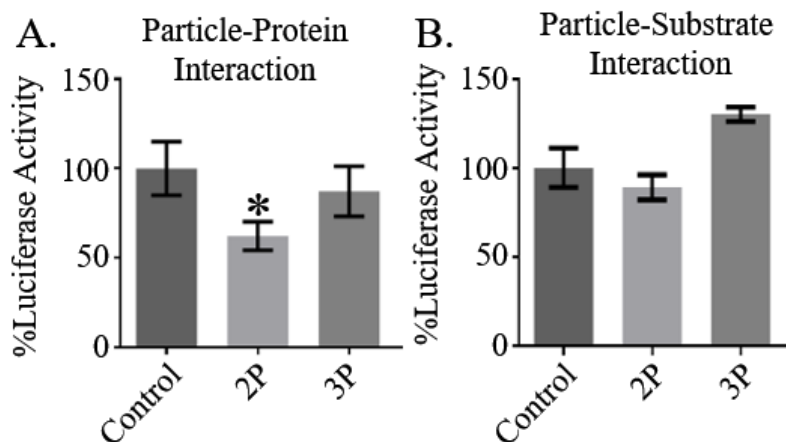 A.
Particle-Protein
Interaction
%Luciferase Activity
150
100
50
0
*
Control
2P
3P
B.
Particle-Substrate
Interaction
%Luciferase Activity
150
100
50
0
Control
2P
3P